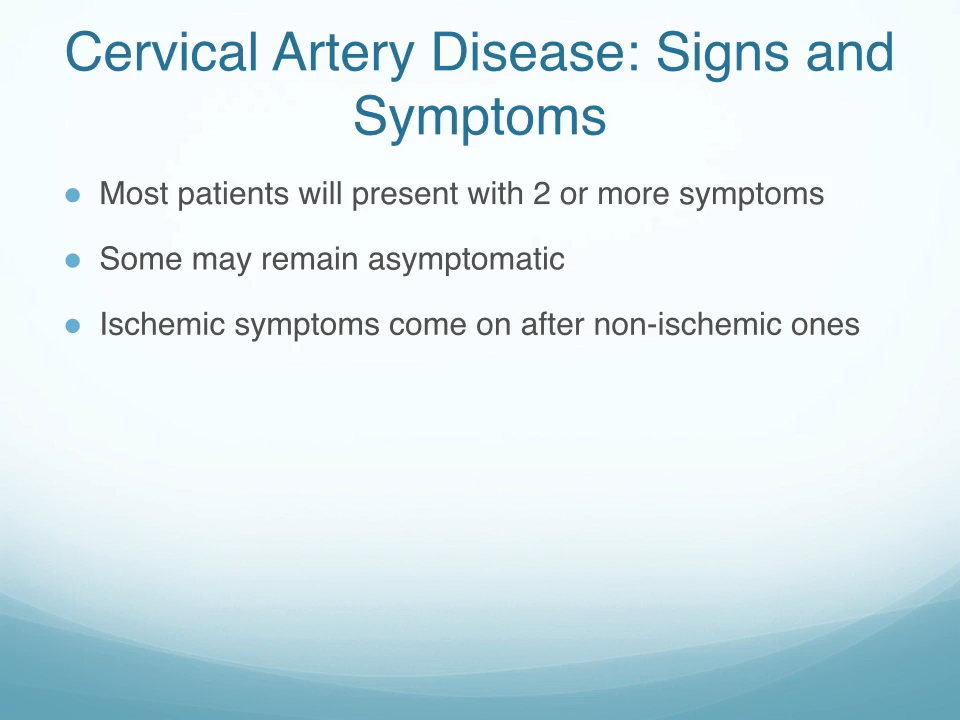 Cervical Artery Disease: Signs and
Symptoms
● Most patients will present with 2 or more symptoms
● Some may remain asymptomatic
● Ischemic symptoms come on after non-ischemic ones